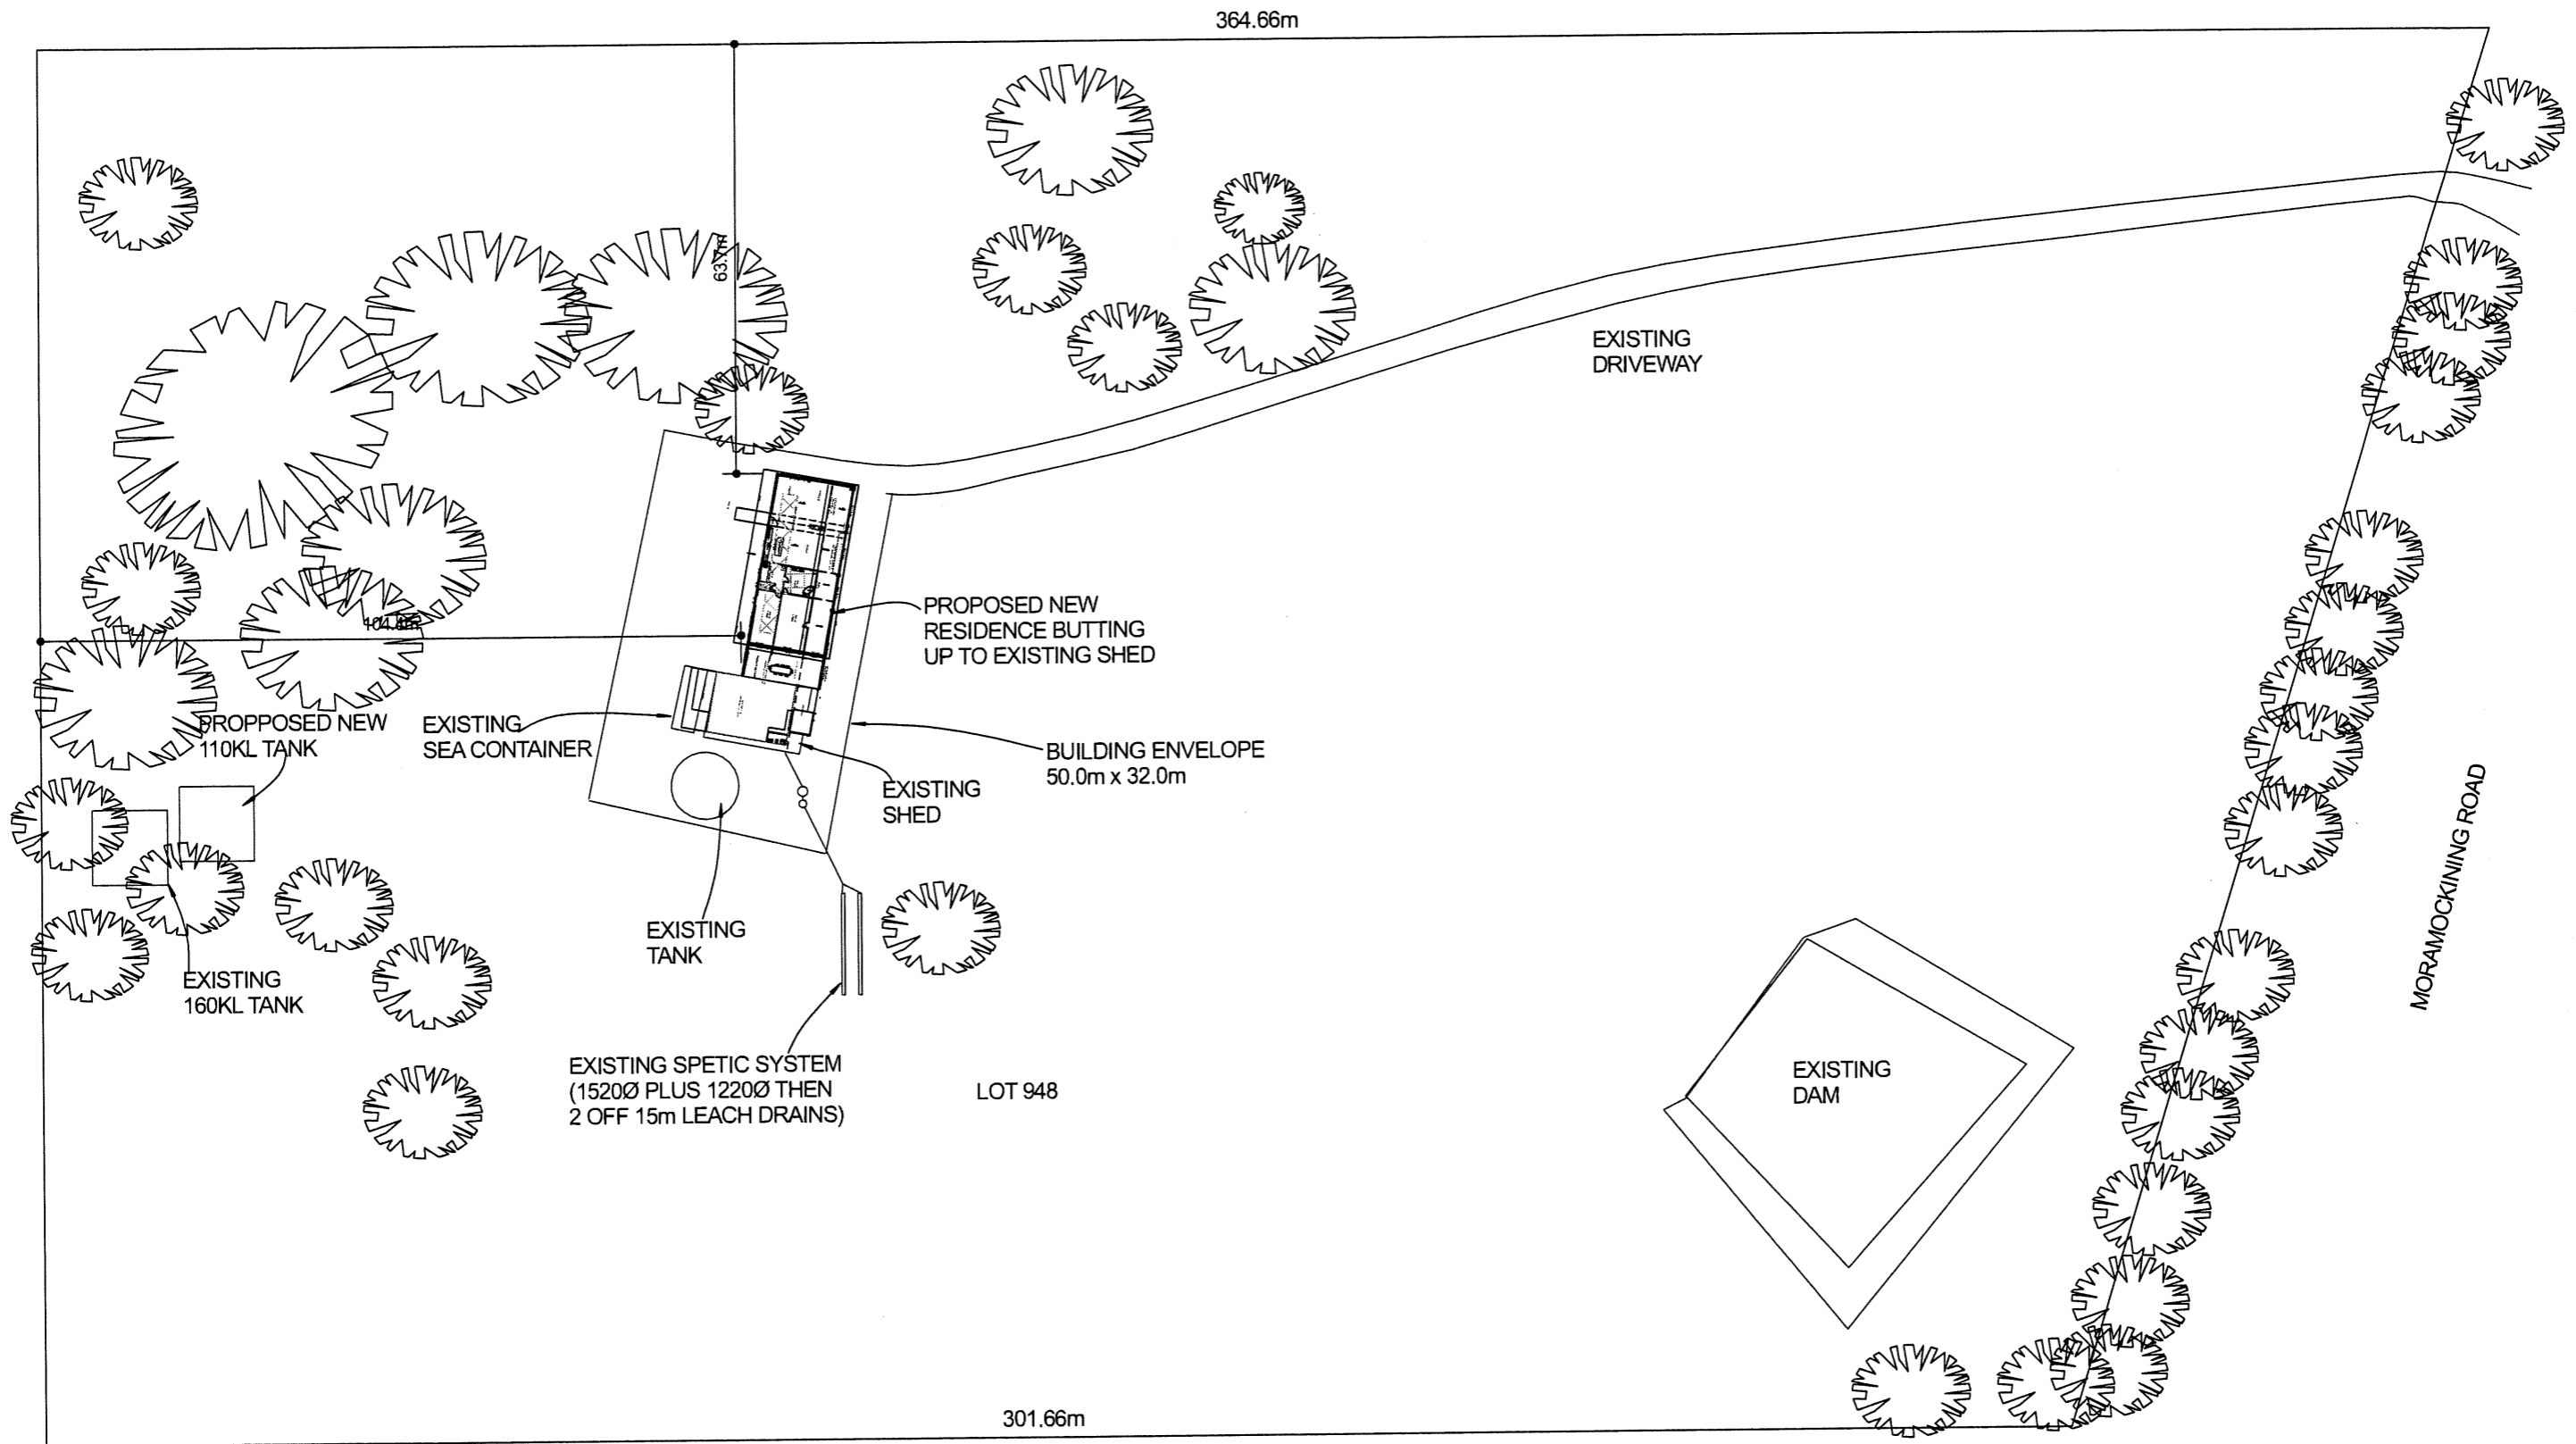 364.66m
63.7m
EXISTING
DRIVEWAY
PROPOSED NEW
RESIDENCE BUTTING
UP TO EXISTING SHED
PROPPOSED NEW
110KL TANK
EXISTING
SEA CONTAINER
BUILDING ENVELOPE
50.0m x 32.0m
EXISTING
SHED
MORAMOCKINING ROAD
EXISTING
TANK
EXISTING
160KL TANK
EXISTING SPETIC SYSTEM
(1520Ø PLUS 1220Ø THEN
2 OFF 15m LEACH DRAINS)
LOT 948
EXISTING
DAM
301.66m